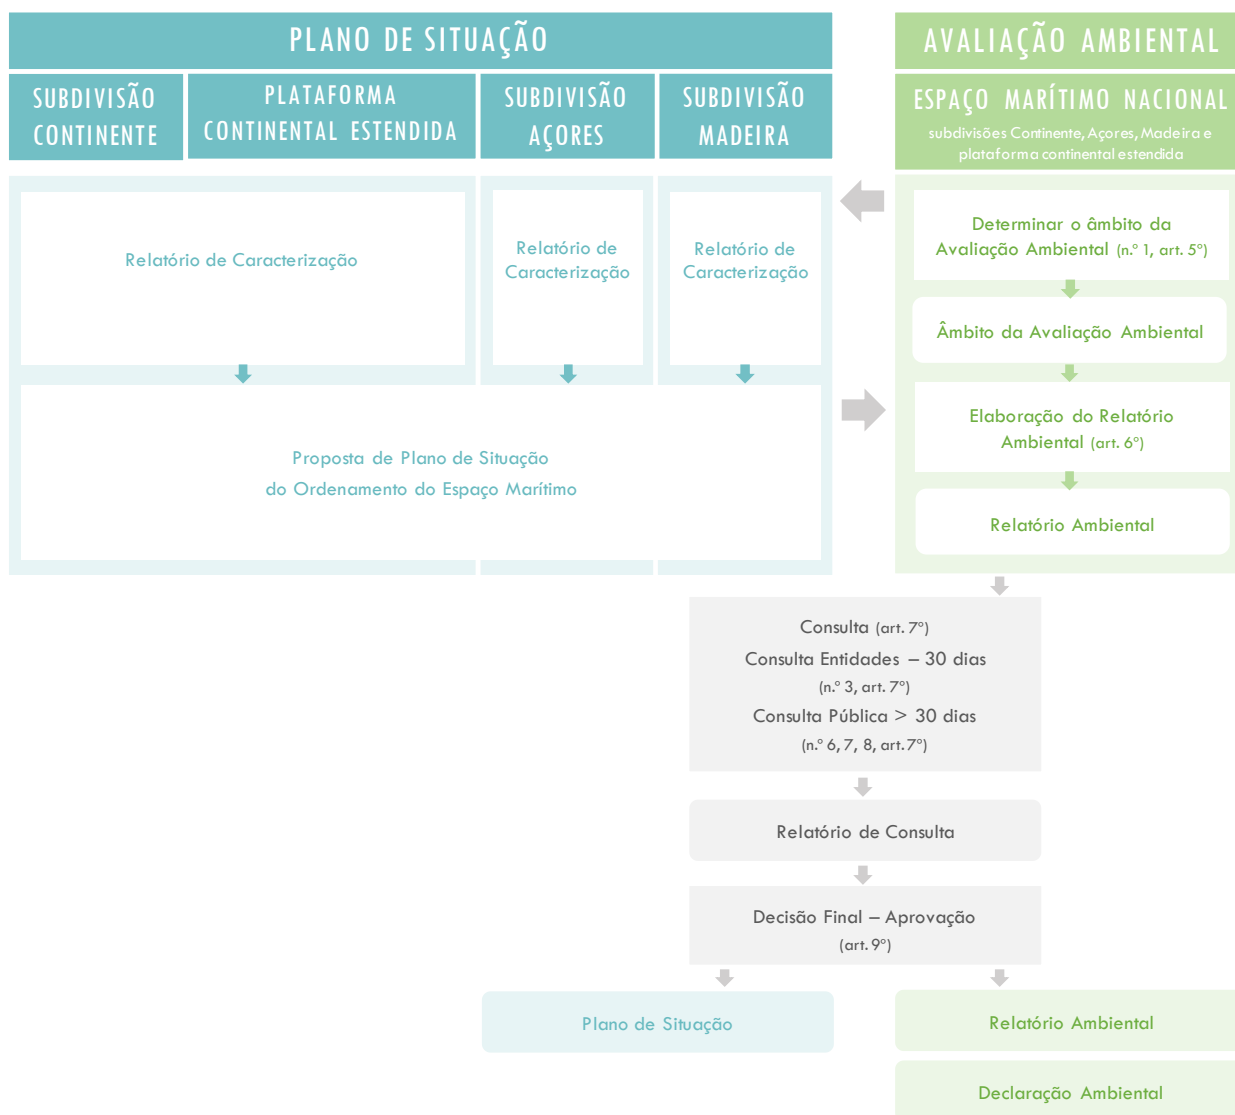 PLANO DE SITUAÇÃO
SUBDIVISÃO
CONTINENTE
PLATAFORMA
CONTINENTAL ESTENDIDA
SUBDIVISÃO
AÇORES
SUBDIVISÃO
MADEIRA
Relatório de Caracterização
Relatório de
Caracterização
Relatório de
Caracterização
Proposta de Plano de Situação
do Ordenamento do Espaço Marítimo
AVALIAÇÃO AMBIENTAL
ESPAÇO MARÍTIMO NACIONAL
subdivisões Continente, Açores, Madeira e
plataforma continental estendida
Determinar o âmbito da
Avaliação Ambiental (n.º 1, art. 5º)
Âmbito da Avaliação Ambiental
Elaboração do Relatório
Ambiental (art. 6º)
Relatório Ambiental
Consulta (art. 7º)
Consulta Entidades – 30 dias
(n.º 3, art. 7º)
Consulta Pública > 30 dias
(n.º 6, 7, 8, art. 7º)
Relatório de Consulta
Decisão Final – Aprovação
(art. 9º)
Plano de Situação
Relatório Ambiental
Declaração Ambiental